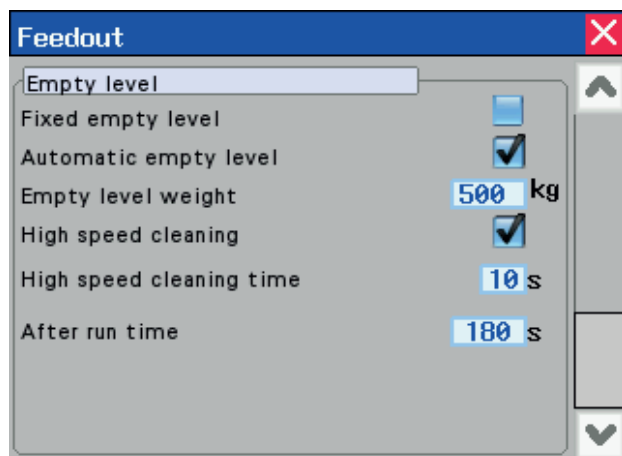 Feedout
Empty level
Fixed empty level
Automatic empty level
Empty level weight 500 kg
High speed cleaning
High speed cleaning time 10 s
After run time 180 s